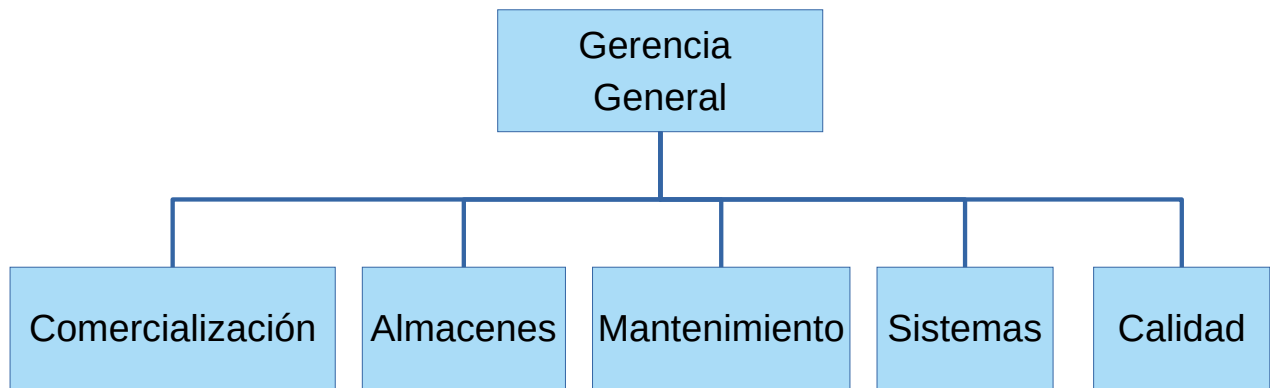 Gerencia
General
Comercialización
Almacenes
Mantenimiento
Sistemas
Calidad